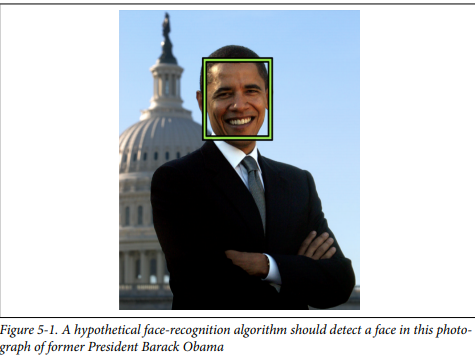 Figure 5-1. A hypothetical face-recognition algorithm should detect a face in this photo-
graph of former President Barack Obama